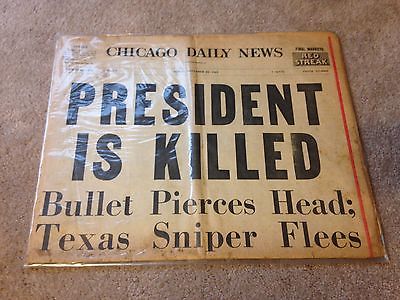 CHICAGO DAILY NEWS
FINAL MARKETS
RED
STREAK
PRESIDENT
IS KILLED
Bullet Pierces Head;
Texas Sniper Flees